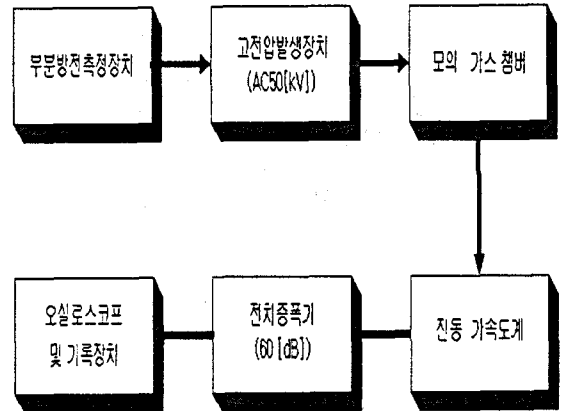 부분방전측정장치
고전압발생장치
(AC50[kV])
모의 가스 챔버
오실로스코프
및 기록장치
전치증폭기
(60 [dB])
진동 가속도계